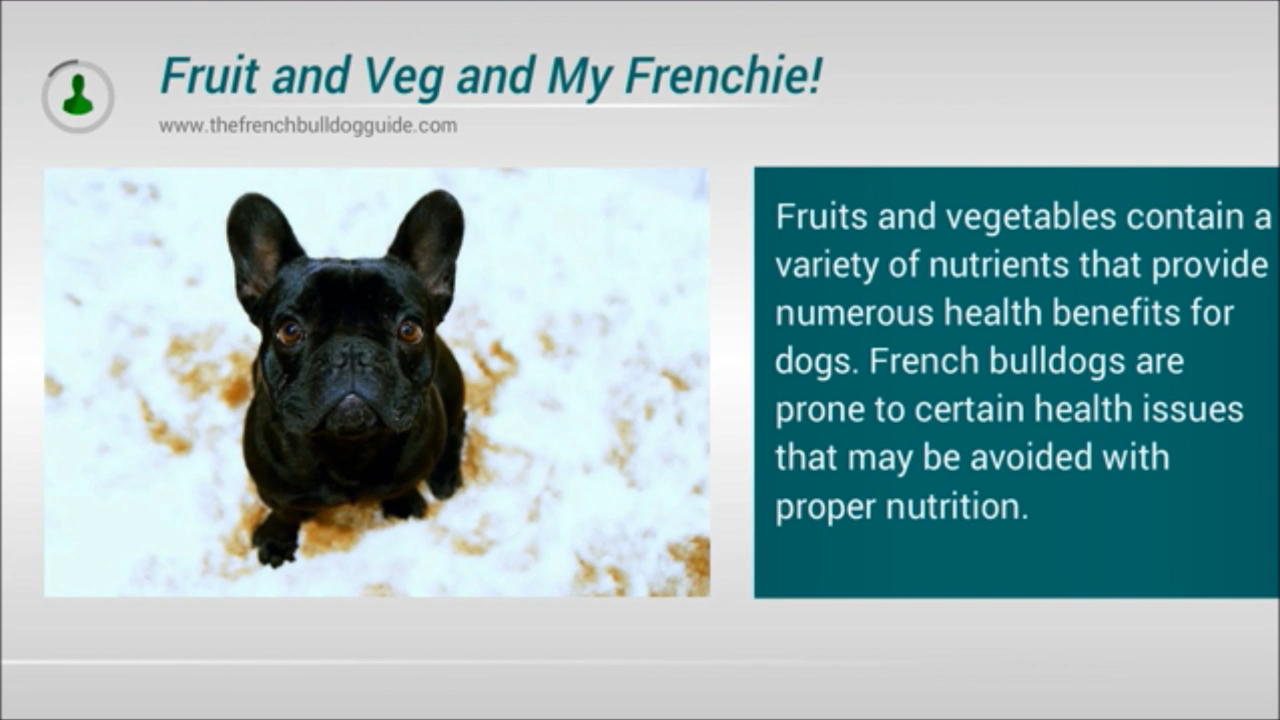 Fruit and Veg and My Frenchie!
www.thefrenchbulldogguide.com
Fruits and vegetables contain a
variety of nutrients that provide
numerous health benefits for
dogs. French bulldogs are
prone to certain health issues
that may be avoided with
proper nutrition.